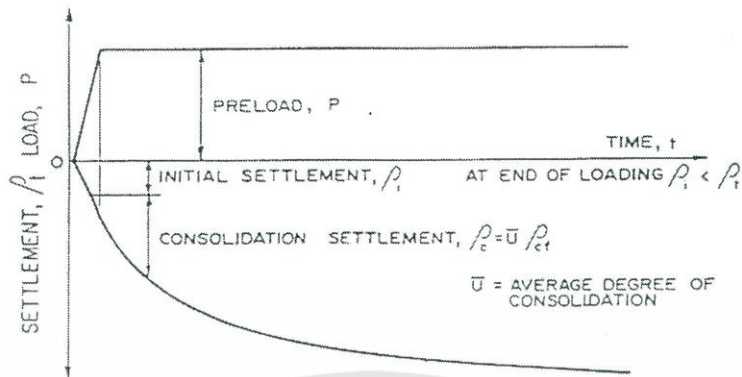 SETTLEMENT, ρt LOAD, P
PRELOAD, P
TIME, t
O
INITIAL SETTLEMENT, ρi
AT END OF LOADING ρi < ρt
CONSOLIDATION SETTLEMENT, ρc = U̅ ρcf
U̅ = AVERAGE DEGREE OF
CONSOLIDATION